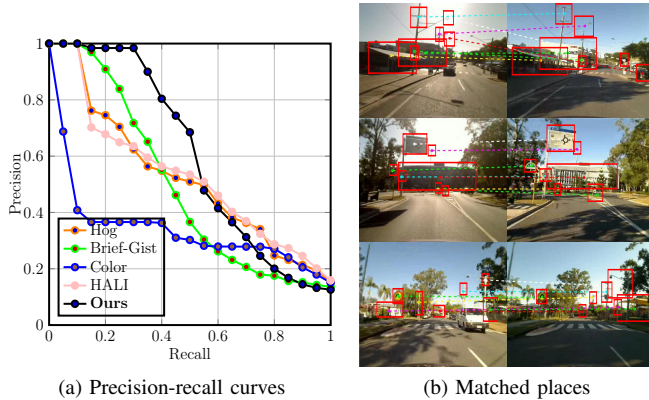 1
0.8
0.6
0.4
0.2
0
Precision
Hog
Brief-Gist
Color
HALI
Ours
0 0.2 0.4 0.6 0.8 1
Recall
(a) Precision-recall curves
(b) Matched places